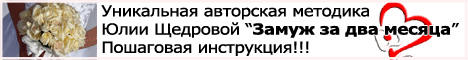 Уникальная авторская методика
Юлии Щедровой “Замуж за два месяца”
Пошаговая инструкция!!!